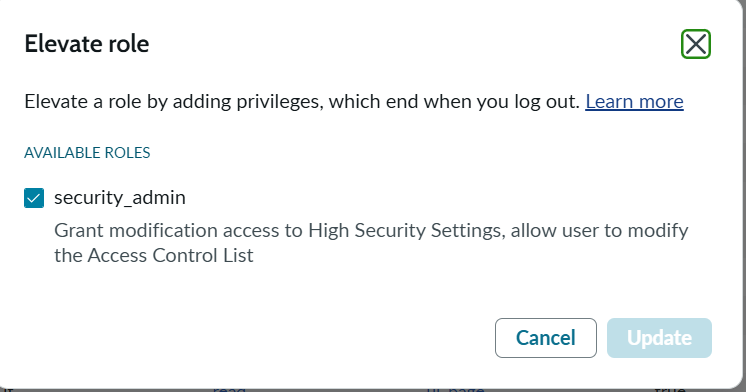 Elevate role
Elevate a role by adding privileges, which end when you log out. Learn more
AVAILABLE ROLES
security_admin
Grant modification access to High Security Settings, allow user to modify
the Access Control List
Cancel Update